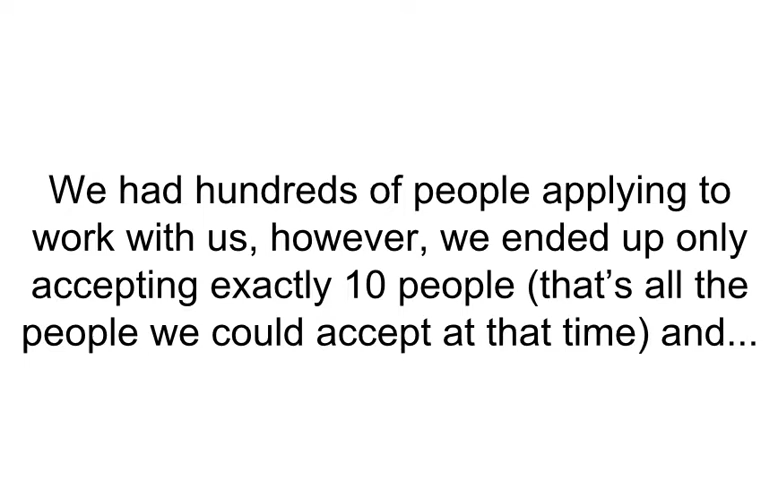 We had hundreds of people applying to
work with us, however, we ended up only
accepting exactly 10 people (that’s all the
people we could accept at that time) and...